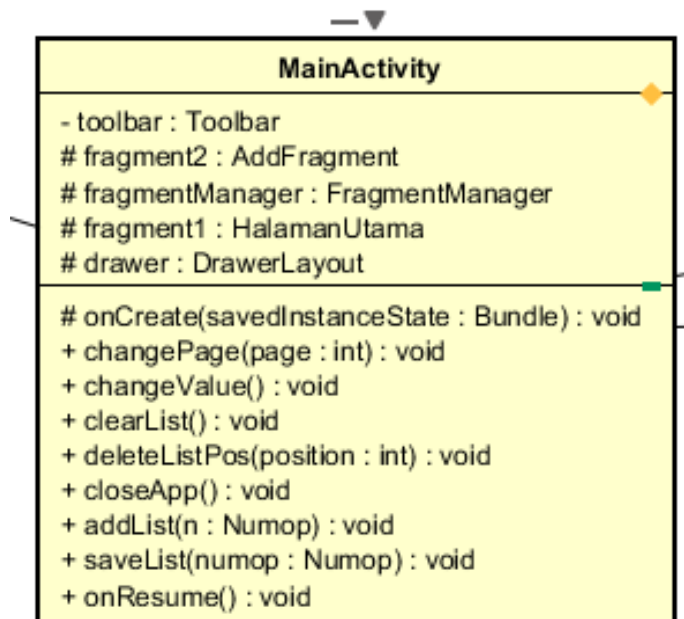 MainActivity
- toolbar : Toolbar
# fragment2 : AddFragment
# fragmentManager : FragmentManager
# fragment1 : HalamanUtama
# drawer : DrawerLayout
# onCreate(savedInstanceState : Bundle) : void
+ changePage(page : int) : void
+ changeValue() : void
+ clearList() : void
+ deleteListPos(position : int) : void
+ closeApp() : void
+ addList(n : Numop) : void
+ saveList(numop : Numop) : void
+ onResume() : void